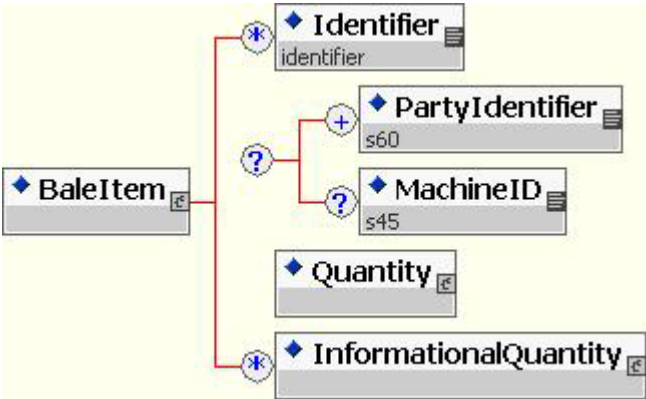 * Identifier
identifier
+ PartyIdentifier
s60
?
BaleItem
? MachineID
s45
Quantity
* InformationalQuantity